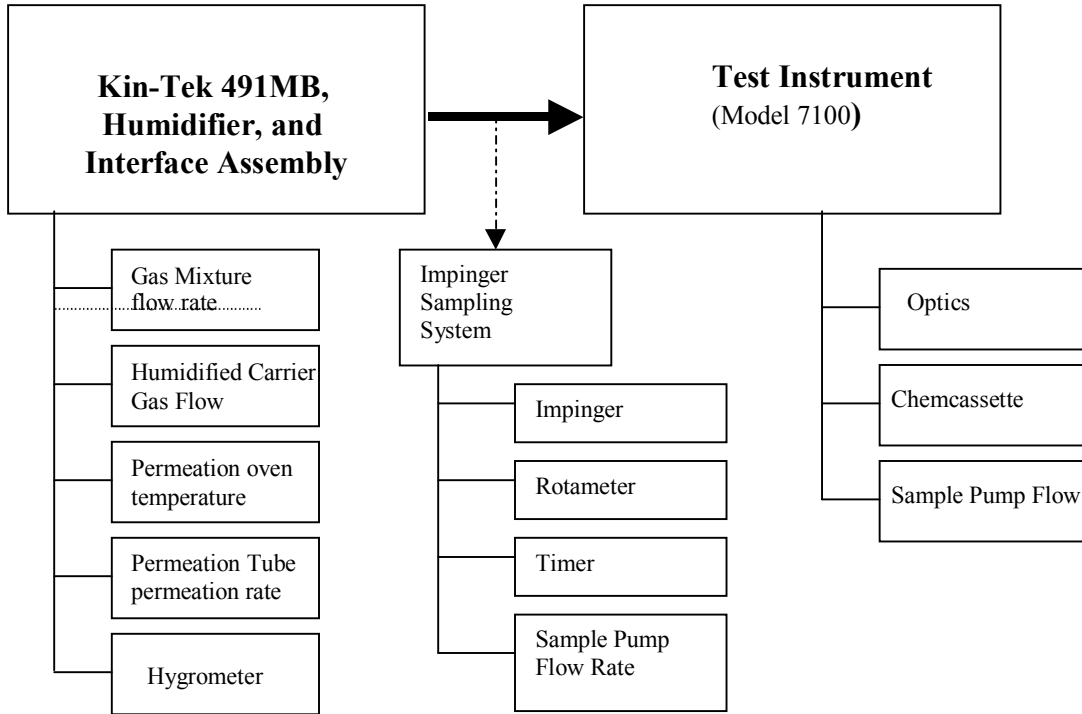 Kin-Tek 491MB,
Humidifier, and
Interface Assembly
Test Instrument
(Model 7100)
Gas Mixture
flow rate
Humidified Carrier
Gas Flow
Permeation oven
temperature
Permeation Tube
permeation rate
Hygrometer
Impinger
Sampling
System
Impinger
Rotameter
Timer
Sample Pump
Flow Rate
Optics
Chemcassette
Sample Pump Flow